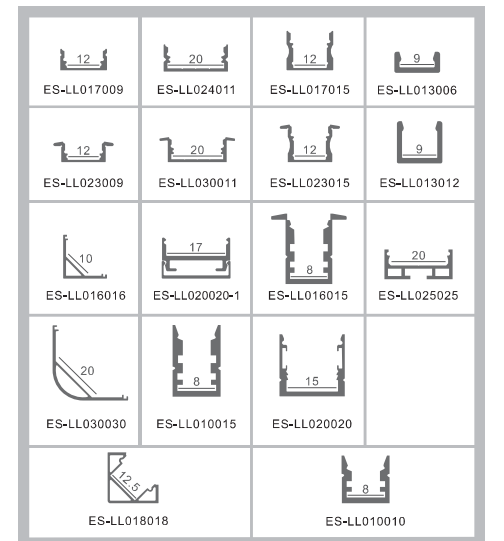 12 20 12 9
ES-LL017009 ES-LL024011 ES-LL017015 ES-LL013006
12 20 12 9
ES-LL023009 ES-LL030011 ES-LL023015 ES-LL013012
10 17 8 20
ES-LL016016 ES-LL020020-1 ES-LL016015 ES-LL025025
20 8 15
ES-LL030030 ES-LL010015 ES-LL020020
12.5 8
ES-LL018018 ES-LL010010